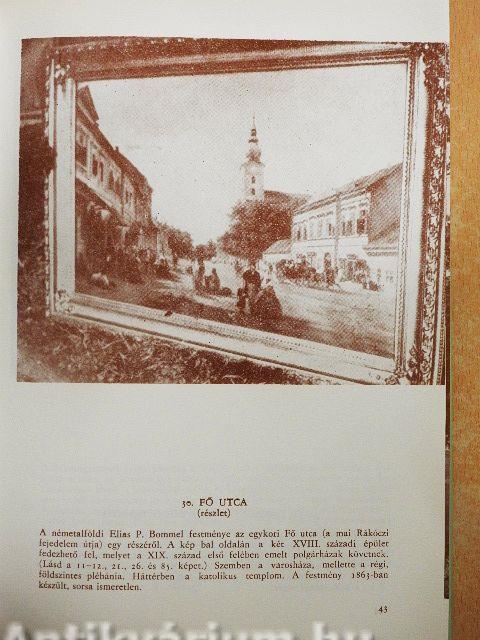 30. FŐ UTCA
(részlet)
A németalföldi Elias P. Bommel festménye az egykori Fő utca (a mai Rákóczi
fejedelem útja) egy részéről. A kép bal oldalán a két XVIII. századi épület
fedezhető fel, melyet a XIX. század első felében emelt polgárházak követnek.
(Lásd a 11–12., 21., 26. és 85. képet.) Szemben a városháza, mellette a régi,
földszintes plébánia. Háttérben a katolikus templom. A festmény 1863-ban
készült, sorsa ismeretlen.
43
Antikvárium.hu